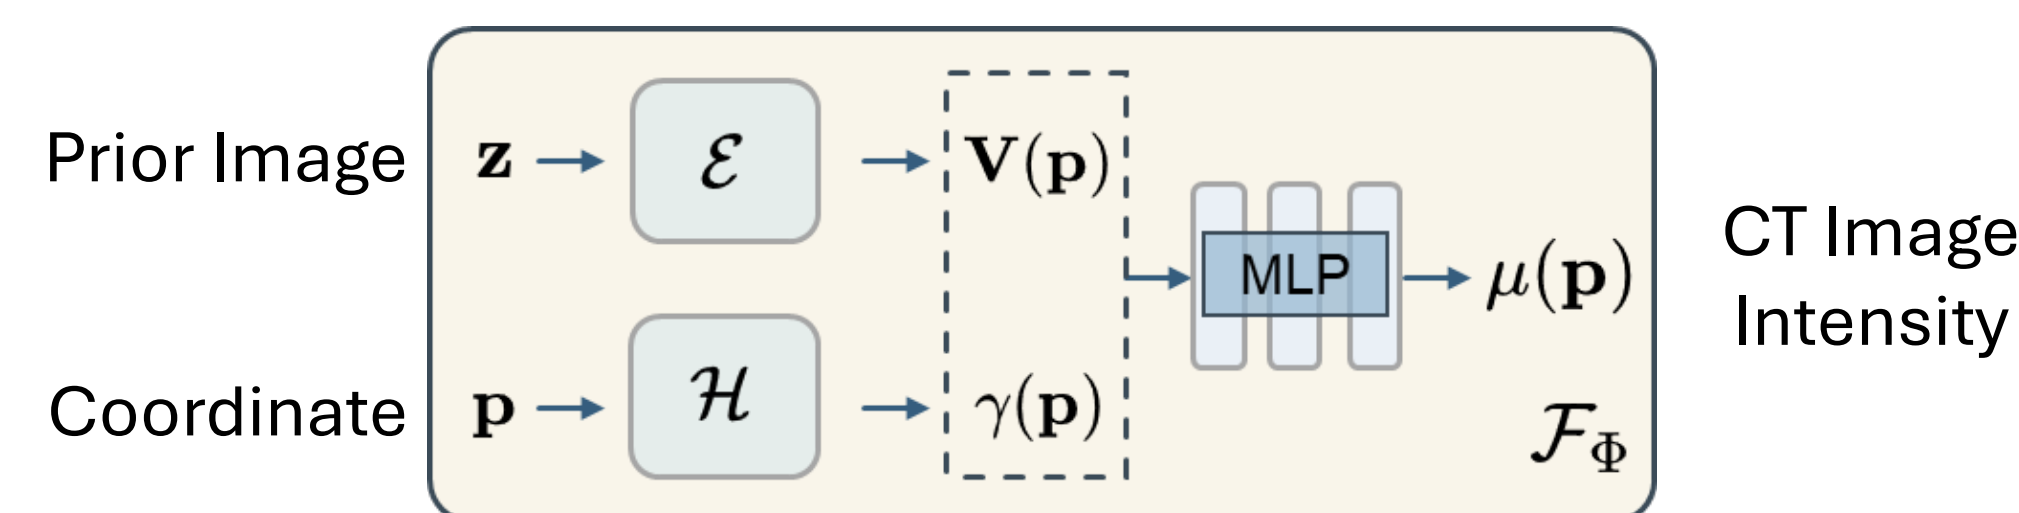 Prior Image
z
ℰ
V(p)
Coordinate
p
ℋ
γ(p)
MLP
μ(p)
ℱ_Φ
CT Image
Intensity